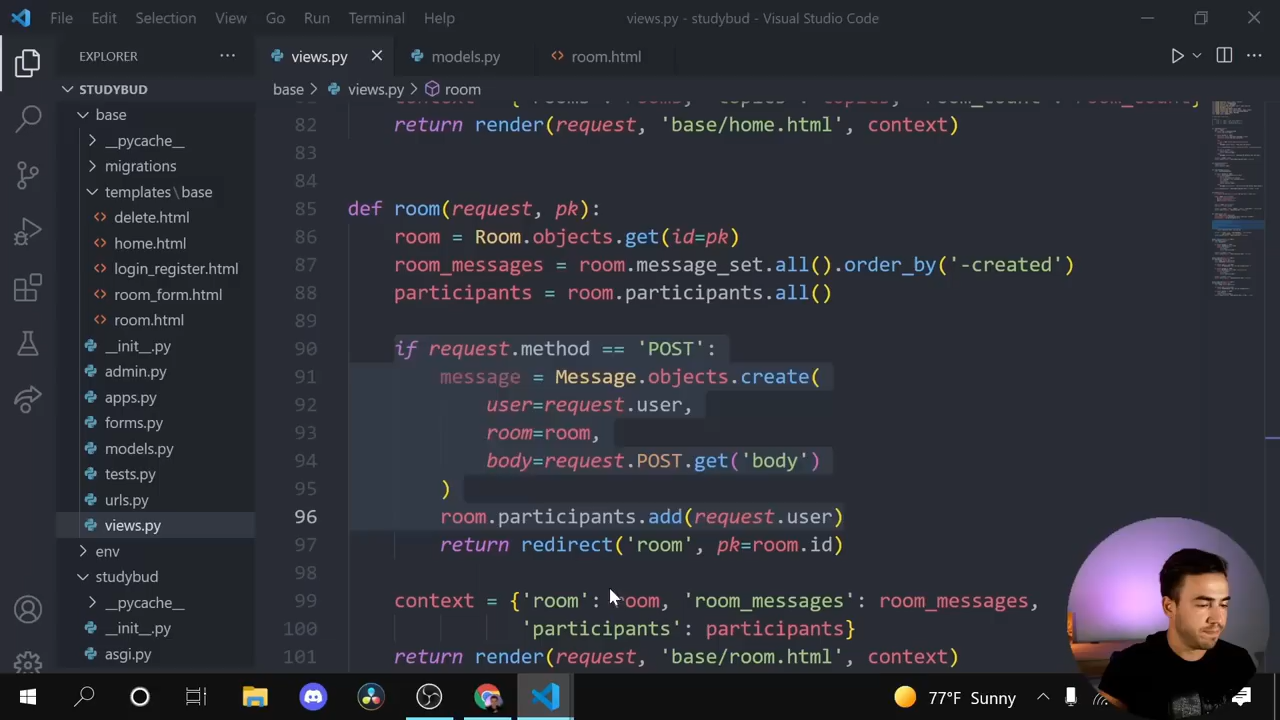 File Edit Selection View Go Run Terminal Help
views.py - studybud - Visual Studio Code
EXPLORER
views.py
models.py
room.html
STUDYBUD
base > views.py > room
base
__pycache__
migrations
templates\base
delete.html
home.html
login_register.html
room_form.html
room.html
__init__.py
admin.py
apps.py
forms.py
models.py
tests.py
urls.py
views.py
env
studybud
__pycache__
__init__.py
asgi.py
82 return render(request, 'base/home.html', context)
83
84
85 def room(request, pk):
86 room = Room.objects.get(id=pk)
87 room_messages = room.message_set.all().order_by('-created')
88 participants = room.participants.all()
89
90 if request.method == 'POST':
91 message = Message.objects.create(
92 user=request.user,
93 room=room,
94 body=request.POST.get('body')
95 )
96 room.participants.add(request.user)
97 return redirect('room', pk=room.id)
98
99 context = {'room': room, 'room_messages': room_messages,
100 'participants': participants}
101 return render(request, 'base/room.html', context)
77°F Sunny